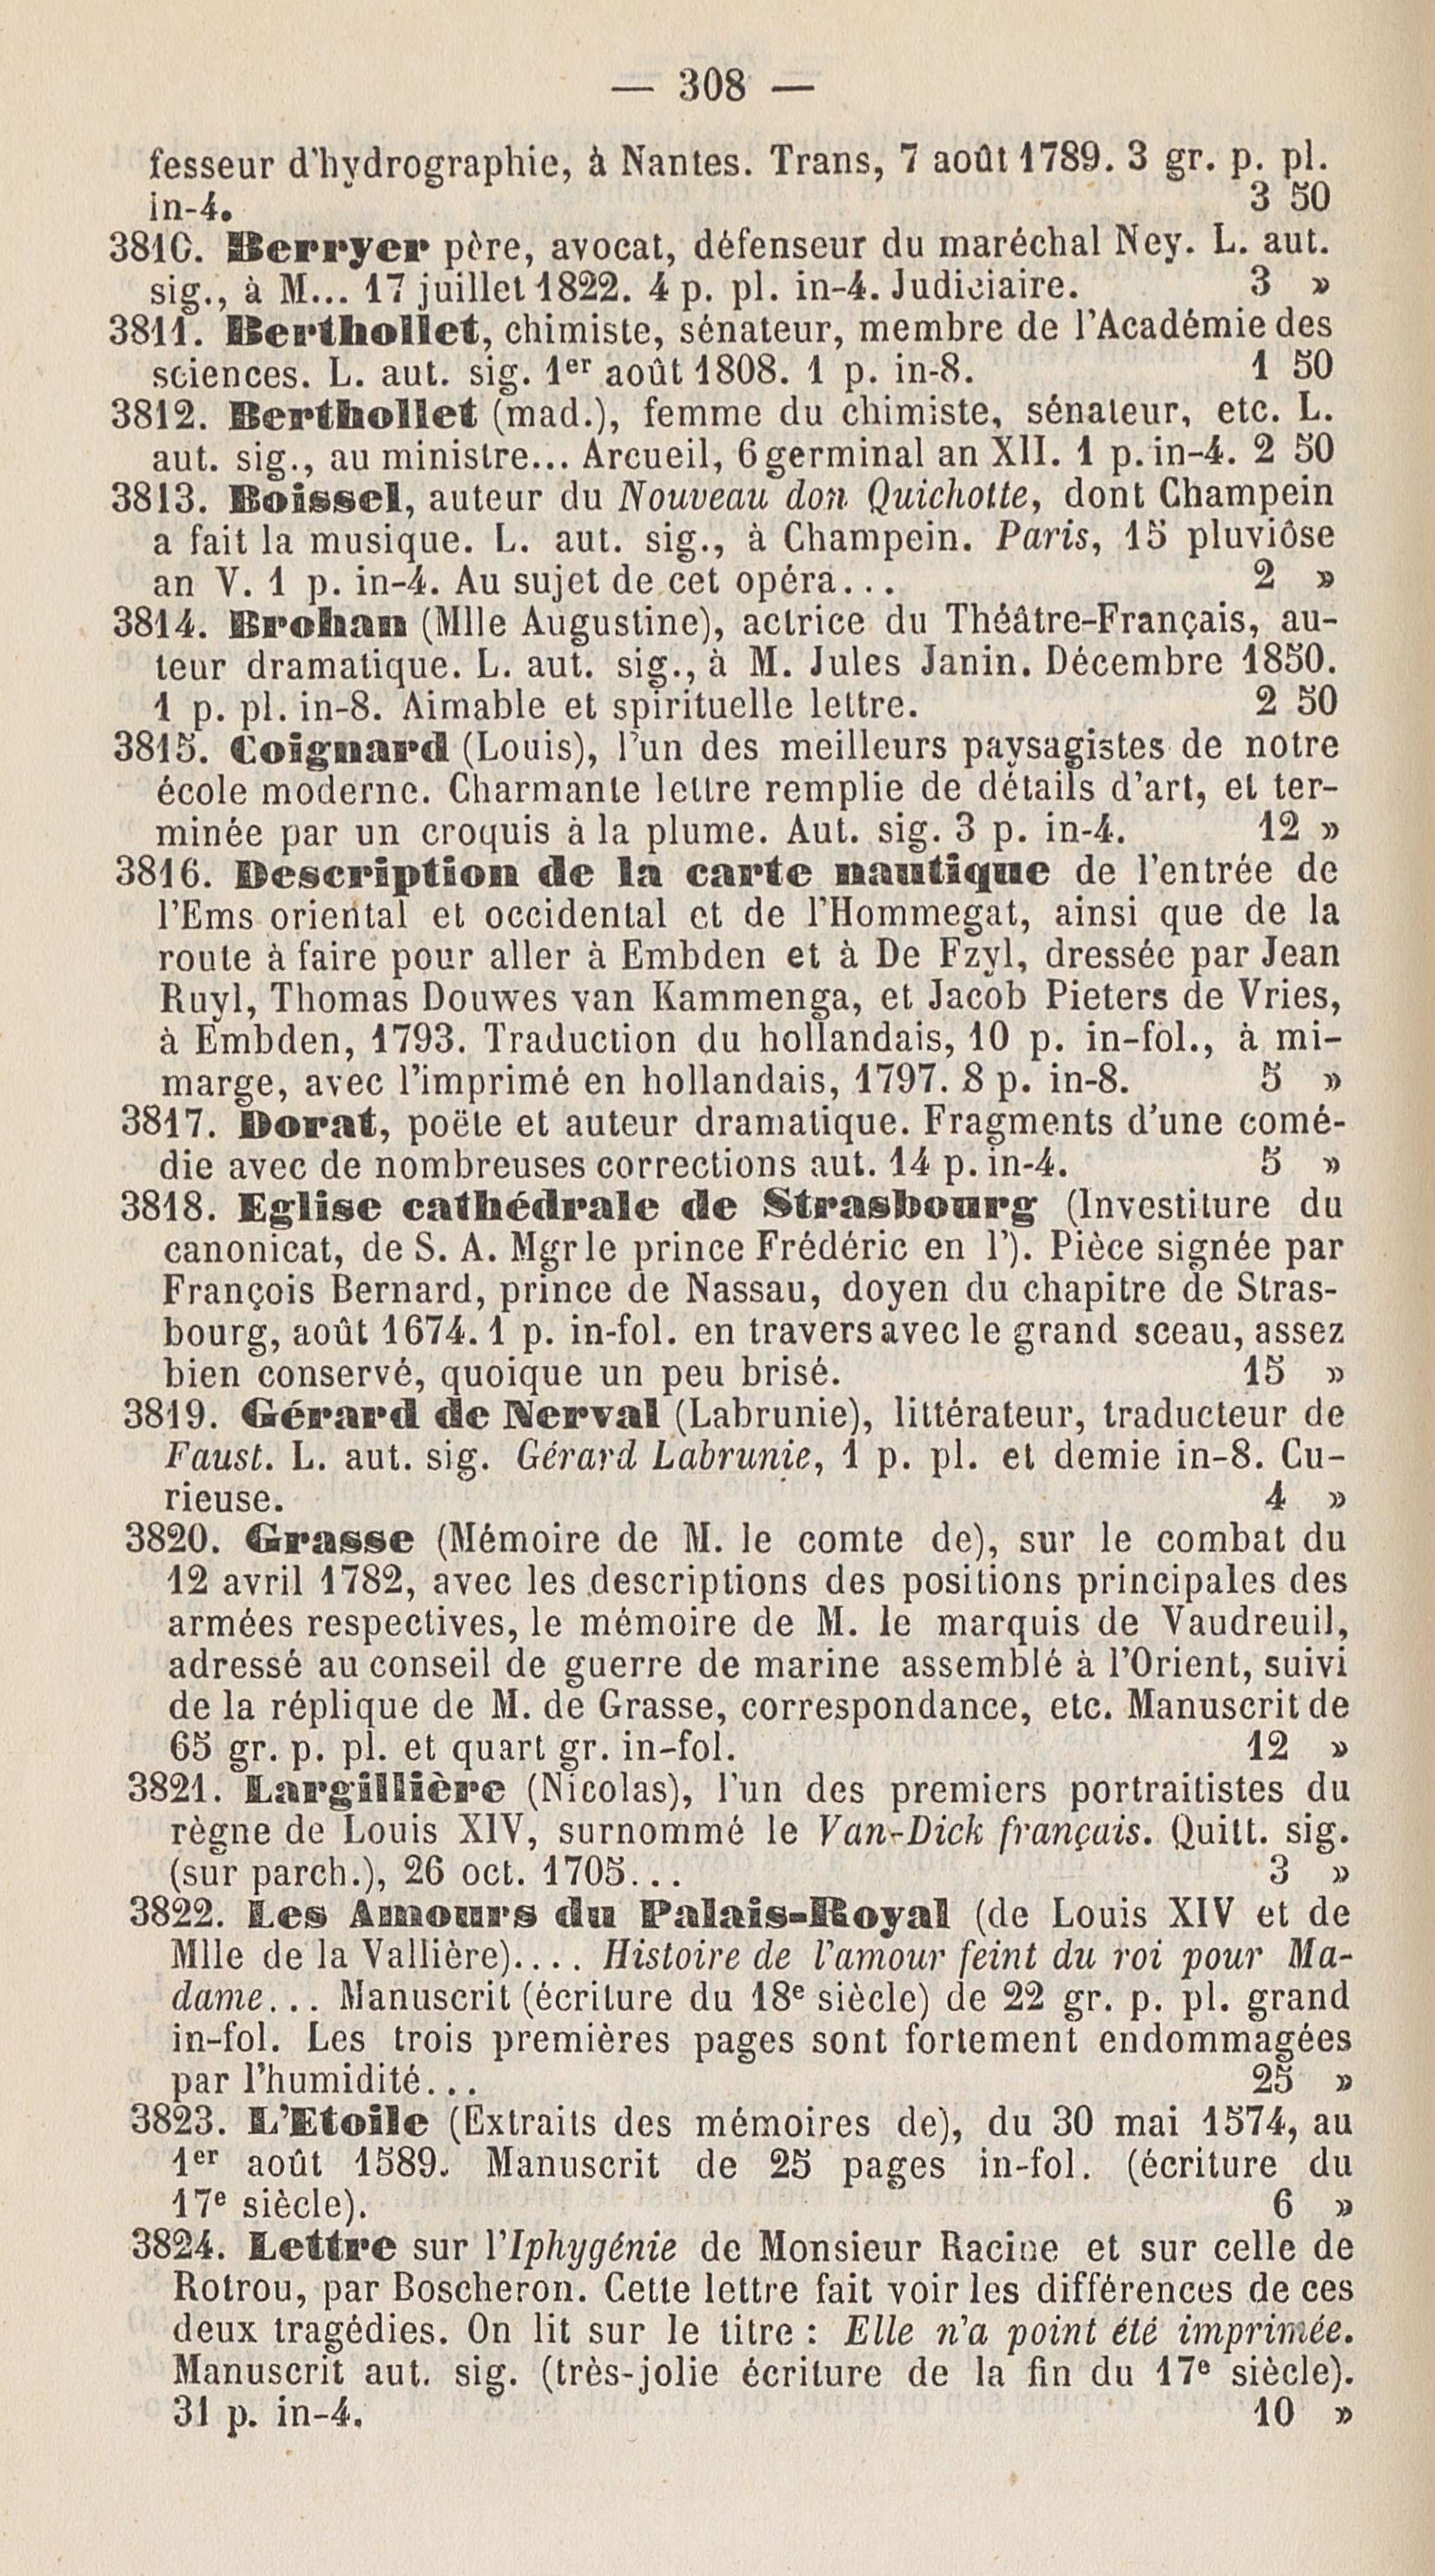 — 308 —
fesseur d'hydrographie, à Nantes. Trans, 7 août 1789. 3 gr. p. pl.
in-4. 3 50
3810. Berryer père, avocat, défenseur du maréchal Ney. L. aut.
sig., à M... 17 juillet 1822. 4 p. pl. in-4. Judiciaire. 3 »
3811. Berthollet, chimiste, sénateur, membre de l'Académie des
sciences. L. aut. sig. 1er août 1808. 1 p. in-8. 1 50
3812. Berthollet (mad.), femme du chimiste, sénateur, etc. L.
aut. sig., au ministre... Arcueil, 6 germinal an XII. 1 p. in-4. 2 50
3813. Boissel, auteur du Nouveau don Quichotte, dont Champein
a fait la musique. L. aut. sig., à Champein. Paris, 15 pluviôse
an V. 1 p. in-4. Au sujet de cet opéra... 2 »
3814. Brohan (Mlle Augustine), actrice du Théâtre-Français, au-
teur dramatique. L. aut. sig., à M. Jules Janin. Décembre 1850.
1 p. pl. in-8. Aimable et spirituelle lettre. 2 50
3815. Coignard (Louis), l'un des meilleurs paysagistes de notre
école moderne. Charmante lettre remplie de détails d'art, et ter-
minée par un croquis à la plume. Aut. sig. 3 p. in-4. 12 »
3816. Description de la carte nautique de l'entrée de
l'Ems oriental et occidental et de l'Hommegat, ainsi que de la
route à faire pour aller à Embden et à De Fzyl, dressée par Jean
Ruyl, Thomas Douwes van Kammenga, et Jacob Pieters de Vries,
à Embden, 1793. Traduction du hollandais, 10 p. in-fol., à mi-
marge, avec l'imprimé en hollandais, 1797. 8 p. in-8. 5 »
3817. Dorat, poëte et auteur dramatique. Fragments d'une comé-
die avec de nombreuses corrections aut. 14 p. in-4. 5 »
3818. Eglise cathédrale de Strasbourg (Investiture du
canonicat, de S. A. Mgr le prince Frédéric en l'). Pièce signée par
François Bernard, prince de Nassau, doyen du chapitre de Stras-
bourg, août 1674. 1 p. in-fol. en travers avec le grand sceau, assez
bien conservé, quoique un peu brisé. 15 »
3819. Gérard de Nerval (Labrunie), littérateur, traducteur de
Faust. L. aut. sig. Gérard Labrunie, 1 p. pl. et demie in-8. Cu-
rieuse. 4 »
3820. Grasse (Mémoire de M. le comte de), sur le combat du
12 avril 1782, avec les descriptions des positions principales des
armées respectives, le mémoire de M. le marquis de Vaudreuil,
adressé au conseil de guerre de marine assemblé à l'Orient, suivi
de la réplique de M. de Grasse, correspondance, etc. Manuscrit de
65 gr. p. pl. et quart gr. in-fol. 12 »
3821. Largillière (Nicolas), l'un des premiers portraitistes du
règne de Louis XIV, surnommé le Van-Dick français. Quitt. sig.
(sur parch.), 26 oct. 1705... 3 »
3822. Les Amours du Palais-Royal (de Louis XIV et de
Mlle de la Vallière).... Histoire de l'amour feint du roi pour Ma-
dame... Manuscrit (écriture du 18e siècle) de 22 gr. p. pl. grand
in-fol. Les trois premières pages sont fortement endommagées
par l'humidité... 25 »
3823. L'Etoile (Extraits des mémoires de), du 30 mai 1574, au
1er août 1589. Manuscrit de 25 pages in-fol. (écriture du
17e siècle). 6 »
3824. Lettre sur l'Iphygénie de Monsieur Racine et sur celle de
Rotrou, par Boscheron. Cette lettre fait voir les différences de ces
deux tragédies. On lit sur le titre : Elle n'a point été imprimée.
Manuscrit aut. sig. (très-jolie écriture de la fin du 17e siècle).
31 p. in-4. 10 »